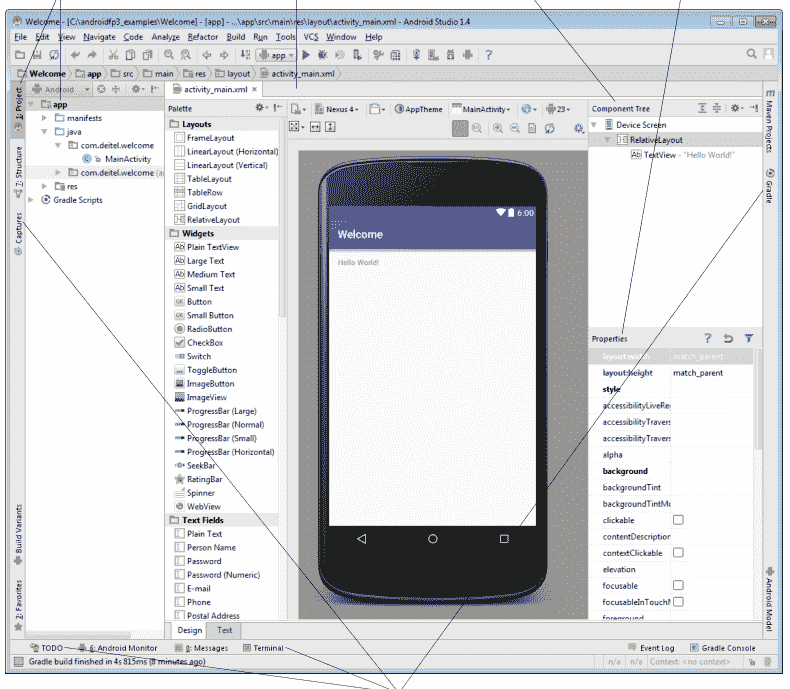 Welcome - [C:\androidfp3_examples\Welcome] - [app] - ...\app\src\main\res\layout\activity_main.xml - Android Studio 1.4
File Edit View Navigate Code Analyze Refactor Build Run Tools VCS Window Help
app
Welcome app src main res layout activity_main.xml
1: Project
7: Structure
Captures
Build Variants
2: Favorites
Android
app
manifests
java
com.deitel.welcome
MainActivity
com.deitel.welcome
res
Gradle Scripts
activity_main.xml
Palette
Layouts
FrameLayout
LinearLayout (Horizontal)
LinearLayout (Vertical)
TableLayout
TableRow
GridLayout
RelativeLayout
Widgets
Plain TextView
Large Text
Medium Text
Small Text
Button
Small Button
RadioButton
CheckBox
Switch
ToggleButton
ImageButton
ImageView
ProgressBar (Large)
ProgressBar (Normal)
ProgressBar (Small)
ProgressBar (Horizontal)
SeekBar
RatingBar
Spinner
WebView
Text Fields
Plain Text
Person Name
Password
Password (Numeric)
E-mail
Phone
Postal Address
Design Text
Nexus 4 AppTheme MainActivity 23
6:00
Welcome
Hello World!
Component Tree
Device Screen
RelativeLayout
TextView - "Hello World!"
Properties
layout:width match_parent
layout:height match_parent
style
accessibilityLiveRe
accessibilityTravers
accessibilityTravers
alpha
background
backgroundTint
backgroundTintMo
clickable
contentDescription
contextClickable
elevation
focusable
focusableInTouchM
foreground
Maven Projects
Gradle
Android Model
TODO 6: Android Monitor 0: Messages Terminal Event Log Gradle Console
Gradle build finished in 4s 815ms (8 minutes ago) n/a n/a Context: <no context>